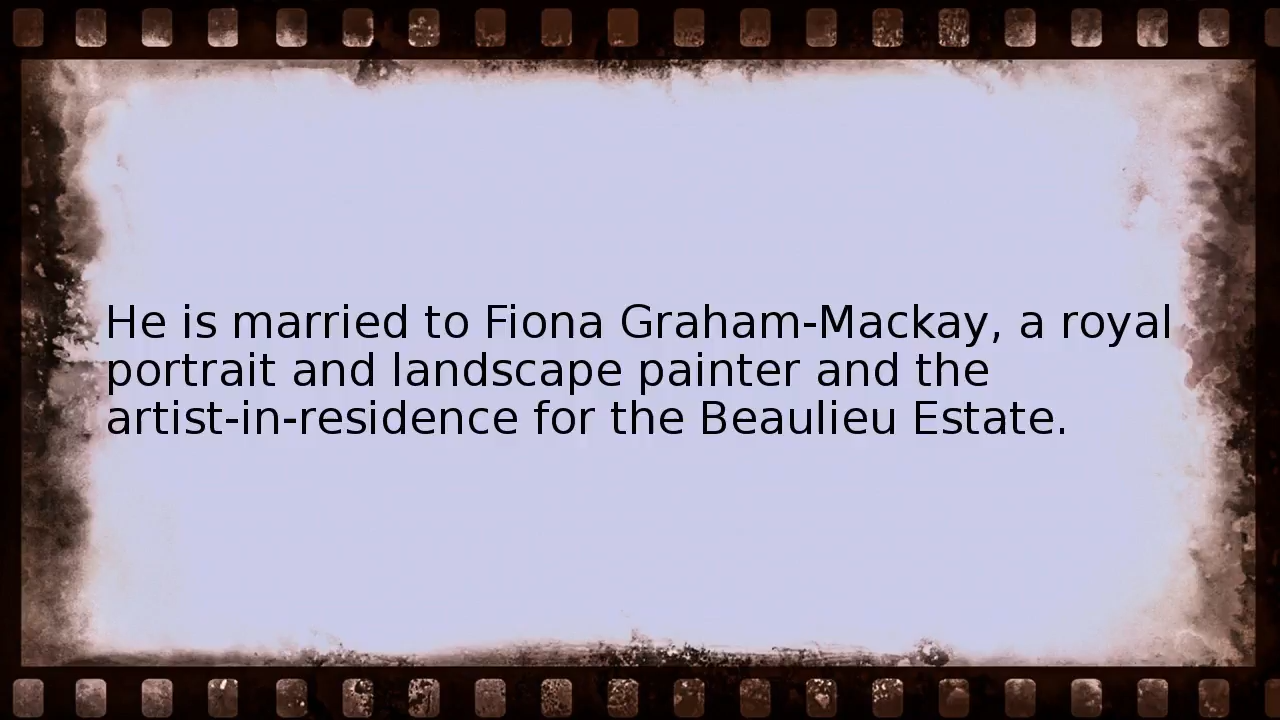 He is married to Fiona Graham-Mackay, a royal
portrait and landscape painter and the
artist-in-residence for the Beaulieu Estate.